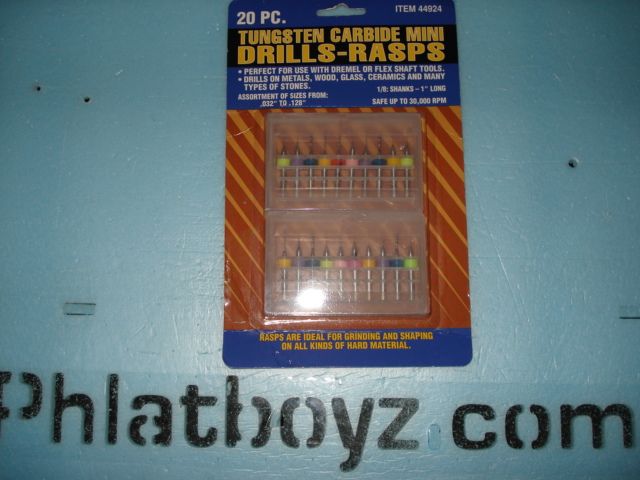 20 PC.
ITEM 44924
TUNGSTEN CARBIDE MINI
DRILLS-RASPS
• PERFECT FOR USE WITH DREMEL OR FLEX SHAFT TOOLS.
• DRILLS ON METALS, WOOD, GLASS, CERAMICS AND MANY
TYPES OF STONES.
1/8: SHANKS - 1" LONG
ASSORTMENT OF SIZES FROM:
.032" TO .126"
SAFE UP TO 30,000 RPM
RASPS ARE IDEAL FOR GRINDING AND SHAPING
ON ALL KINDS OF HARD MATERIAL.
Phlatboyz.com